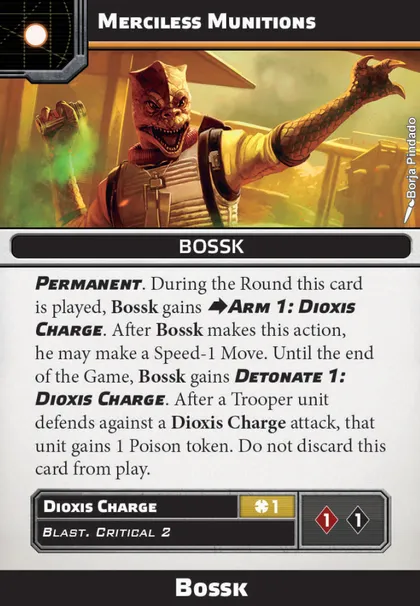 Merciless Munitions
Borja Pindado
BOSSK
Permanent. During the Round this card
is played, Bossk gains Arm 1: Dioxis
Charge. After Bossk makes this action,
he may make a Speed-1 Move. Until the end
of the Game, Bossk gains Detonate 1:
Dioxis Charge. After a Trooper unit
defends against a Dioxis Charge attack, that
unit gains 1 Poison token. Do not discard this
card from play.
Dioxis Charge 1
Blast. Critical 2
1 1
Bossk